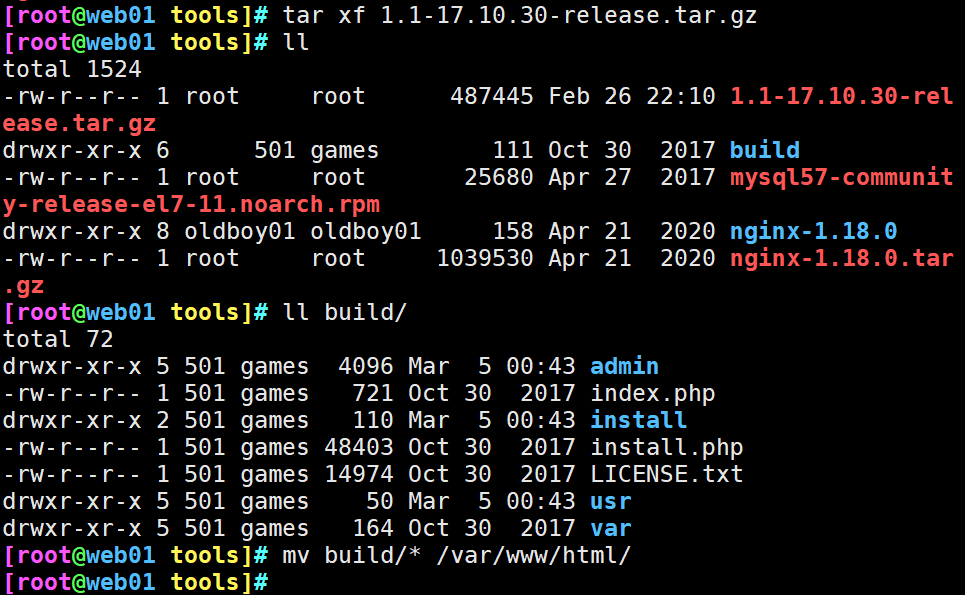 [root@web01 tools]# tar xf 1.1-17.10.30-release.tar.gz
[root@web01 tools]# ll
total 1524
-rw-r--r-- 1 root     root      487445 Feb 26 22:10 1.1-17.10.30-rel
ease.tar.gz
drwxr-xr-x 6      501 games        111 Oct 30  2017 build
-rw-r--r-- 1 root     root       25680 Apr 27  2017 mysql57-communit
y-release-el7-11.noarch.rpm
drwxr-xr-x 8 oldboy01 oldboy01     158 Apr 21  2020 nginx-1.18.0
-rw-r--r-- 1 root     root     1039530 Apr 21  2020 nginx-1.18.0.tar
.gz
[root@web01 tools]# ll build/
total 72
drwxr-xr-x 5 501 games  4096 Mar  5 00:43 admin
-rw-r--r-- 1 501 games   721 Oct 30  2017 index.php
drwxr-xr-x 2 501 games   110 Mar  5 00:43 install
-rw-r--r-- 1 501 games 48403 Oct 30  2017 install.php
-rw-r--r-- 1 501 games 14974 Oct 30  2017 LICENSE.txt
drwxr-xr-x 5 501 games    50 Mar  5 00:43 usr
drwxr-xr-x 5 501 games   164 Oct 30  2017 var
[root@web01 tools]# mv build/* /var/www/html/
[root@web01 tools]#